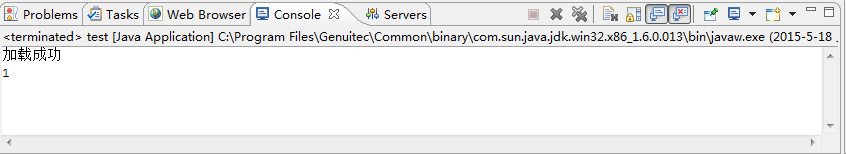 Problems Tasks Web Browser Console Servers
<terminated> test [Java Application] C:\Program Files\Genuitec\Common\binary\com.sun.java.jdk.win32.x86_1.6.0.013\bin\javaw.exe (2015-5-18
加载成功
1